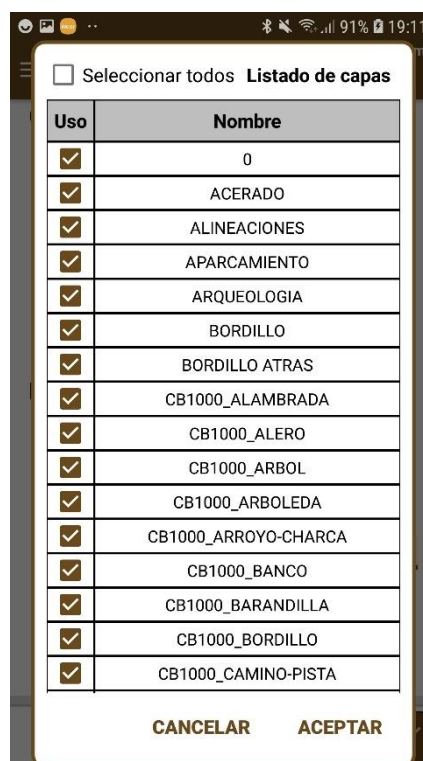 91% 19:11
Seleccionar todos Listado de capas
Uso Nombre
0
ACERADO
ALINEACIONES
APARCAMIENTO
ARQUEOLOGIA
BORDILLO
BORDILLO ATRAS
CB1000_ALAMBRADA
CB1000_ALERO
CB1000_ARBOL
CB1000_ARBOLEDA
CB1000_ARROYO-CHARCA
CB1000_BANCO
CB1000_BARANDILLA
CB1000_BORDILLO
CB1000_CAMINO-PISTA
CANCELAR ACEPTAR